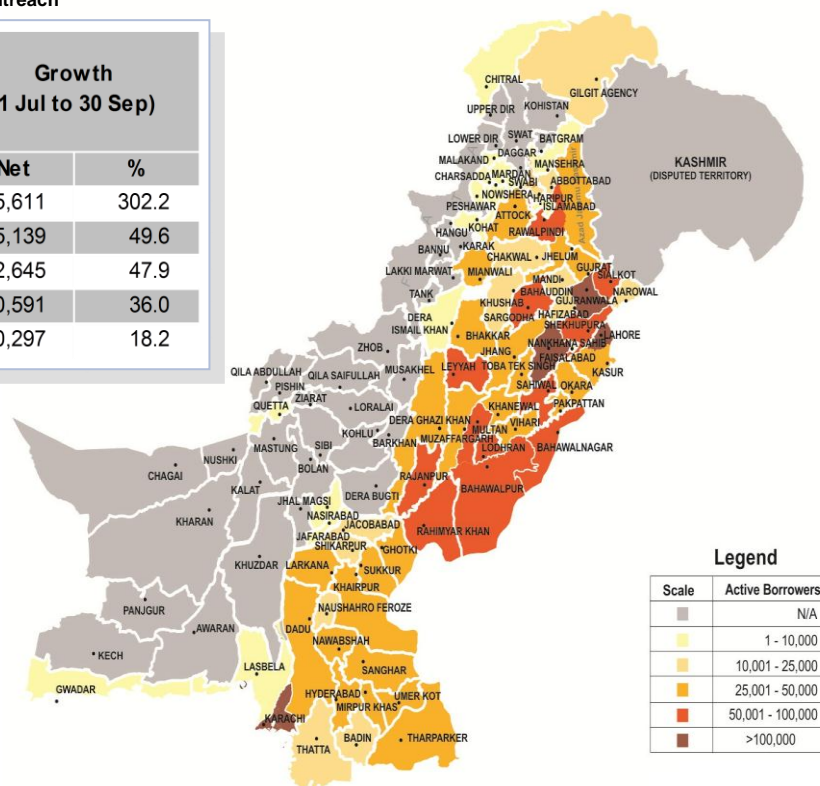 Growth
1 Jul to 30 Sep)
Net %
5,611 302.2
5,139 49.6
2,645 47.9
0,591 36.0
0,297 18.2
CHITRAL
GILGIT AGENCY
UPPER DIR
KOHISTAN
LOWER DIR
SWAT
BATGRAM
DAGGAR
MALAKAND
MANSEHRA
KASHMIR
(DISPUTED TERRITORY)
CHARSADDA
MARDAN
SWABI
ABBOTTABAD
NOWSHERA
HARIPUR
PESHAWAR
ISLAMABAD
ATTOCK
KOHAT
RAWALPINDI
HANGU
BANNU
KARAK
CHAKWAL
JHELUM
LAKKI MARWAT
MIANWALI
GUJRAT
SIALKOT
MANDI
BAHAUDDIN
NAROWAL
TANK
KHUSHAB
GUJRANWALA
DERA
ISMAIL KHAN
SARGODHA
HAFIZABAD
SHEKHUPURA
BHAKKAR
LAHORE
NANKHANA SAHIB
ZHOB
JHANG
FAISALABAD
MUSAKHEL
LEYYAH
TOBA TEK SINGH
KASUR
QILA ABDULLAH
QILA SAIFULLAH
SAHIWAL
OKARA
PISHIN
ZIARAT
PAKPATTAN
QUETTA
LORALAI
KHANEWAL
DERA GHAZI KHAN
MULTAN
VIHARI
KOHLU
BARKHAN
MUZAFFARGARH
MASTUNG
SIBI
LODHRAN
BAHAWALNAGAR
NUSHKI
BOLAN
CHAGAI
RAJANPUR
KALAT
BAHAWALPUR
DERA BUGTI
JHAL MAGSI
NASIRABAD
KHARAN
JACOBABAD
RAHIMYAR KHAN
JAFARABAD
SHIKARPUR
GHOTKI
KHUZDAR
LARKANA
SUKKUR
KHAIRPUR
PANJGUR
NAUSHAHRO FEROZE
AWARAN
DADU
NAWABSHAH
KECH
LASBELA
SANGHAR
GWADAR
HYDERABAD
UMER KOT
MIRPUR KHAS
KARACHI
BADIN
THARPARKER
THATTA
Legend
Scale Active Borrowers
N/A
1 - 10,000
10,001 - 25,000
25,001 - 50,000
50,001 - 100,000
>100,000